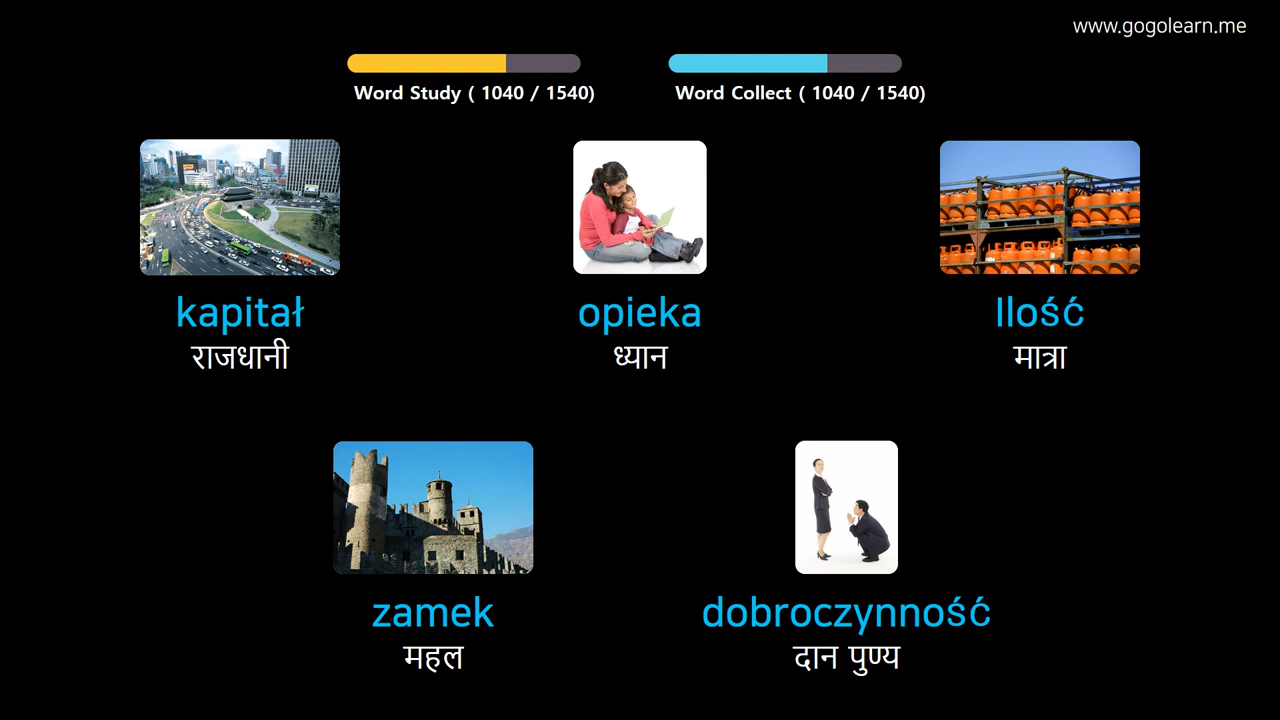 www.gogolearn.me
Word Study ( 1040 / 1540)
Word Collect ( 1040 / 1540)
kapitał
राजधानी
opieka
ध्यान
Ilość
मात्रा
zamek
महल
dobroczynność
दान पुण्य